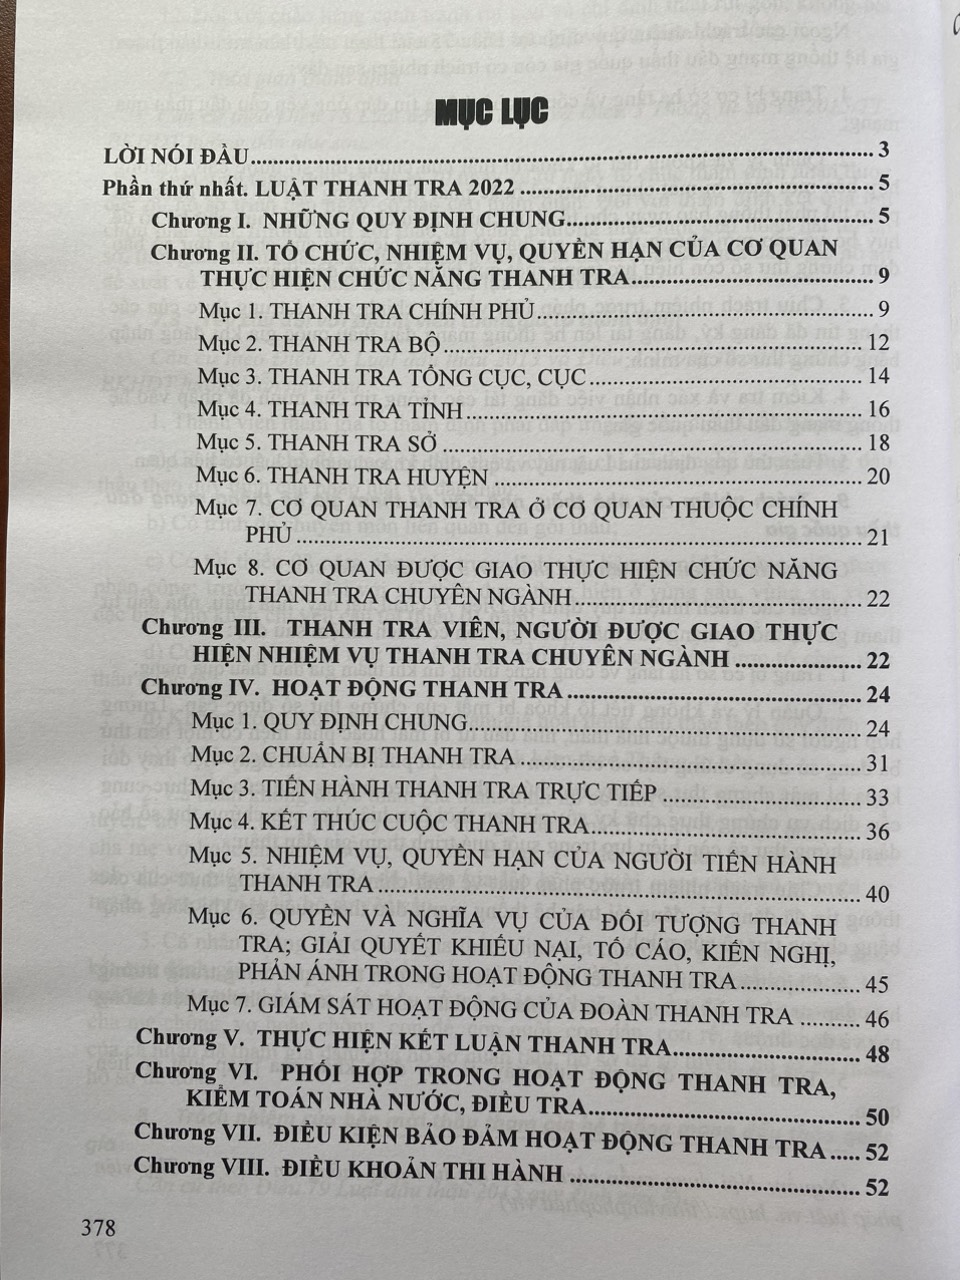 MỤC LỤC
LỜI NÓI ĐẦU.......... 3
Phần thứ nhất. LUẬT THANH TRA 2022 .......... 5
Chương I. NHỮNG QUY ĐỊNH CHUNG.......... 5
Chương II. TỔ CHỨC, NHIỆM VỤ, QUYỀN HẠN CỦA CƠ QUAN
THỰC HIỆN CHỨC NĂNG THANH TRA.......... 9
Mục 1. THANH TRA CHÍNH PHỦ.......... 9
Mục 2. THANH TRA BỘ.......... 12
Mục 3. THANH TRA TỔNG CỤC, CỤC.......... 14
Mục 4. THANH TRA TỈNH.......... 16
Mục 5. THANH TRA SỞ.......... 18
Mục 6. THANH TRA HUYỆN.......... 20
Mục 7. CƠ QUAN THANH TRA Ở CƠ QUAN THUỘC CHÍNH
PHỦ.......... 21
Mục 8. CƠ QUAN ĐƯỢC GIAO THỰC HIỆN CHỨC NĂNG
THANH TRA CHUYÊN NGÀNH.......... 22
Chương III. THANH TRA VIÊN, NGƯỜI ĐƯỢC GIAO THỰC
HIỆN NHIỆM VỤ THANH TRA CHUYÊN NGÀNH .......... 22
Chương IV. HOẠT ĐỘNG THANH TRA.......... 24
Mục 1. QUY ĐỊNH CHUNG.......... 24
Mục 2. CHUẨN BỊ THANH TRA.......... 31
Mục 3. TIẾN HÀNH THANH TRA TRỰC TIẾP .......... 33
Mục 4. KẾT THÚC CUỘC THANH TRA.......... 36
Mục 5. NHIỆM VỤ, QUYỀN HẠN CỦA NGƯỜI TIẾN HÀNH
THANH TRA.......... 40
Mục 6. QUYỀN VÀ NGHĨA VỤ CỦA ĐỐI TƯỢNG THANH
TRA; GIẢI QUYẾT KHIẾU NẠI, TỐ CÁO, KIẾN NGHỊ,
PHẢN ÁNH TRONG HOẠT ĐỘNG THANH TRA.......... 45
Mục 7. GIÁM SÁT HOẠT ĐỘNG CỦA ĐOÀN THANH TRA ......... 46
Chương V. THỰC HIỆN KẾT LUẬN THANH TRA.......... 48
Chương VI. PHỐI HỢP TRONG HOẠT ĐỘNG THANH TRA,
KIỂM TOÁN NHÀ NƯỚC, ĐIỀU TRA.......... 50
Chương VII. ĐIỀU KIỆN BẢO ĐẢM HOẠT ĐỘNG THANH TRA..... 52
Chương VIII. ĐIỀU KHOẢN THI HÀNH .......... 52
378